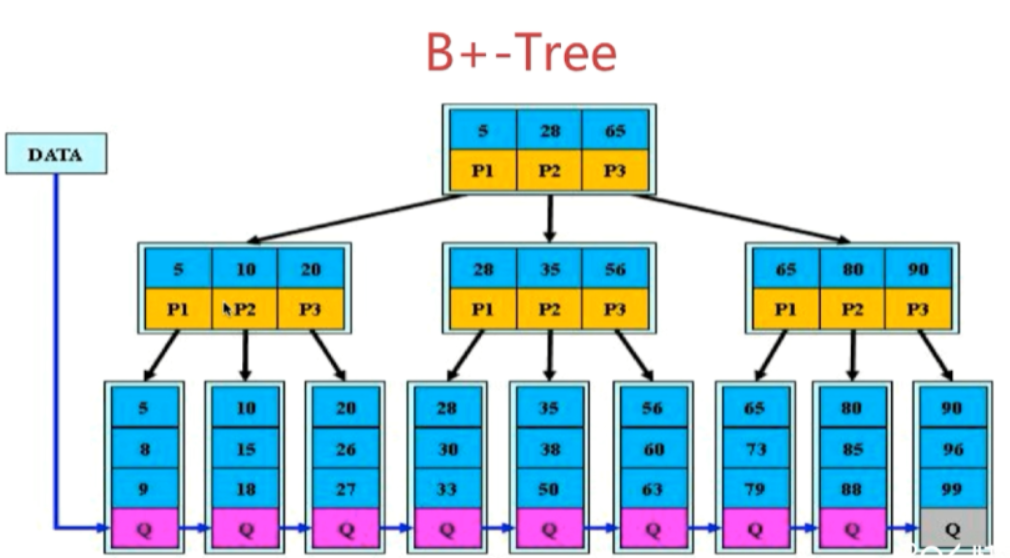 B+-Tree
DATA
5 28 65
P1 P2 P3
5 10 20
P1 P2 P3
28 35 56
P1 P2 P3
65 80 90
P1 P2 P3
5 10 20 28 35 56 65 80 90
8 15 26 30 38 60 73 85 96
9 18 27 33 50 63 79 88 99
Q Q Q Q Q Q Q Q Q